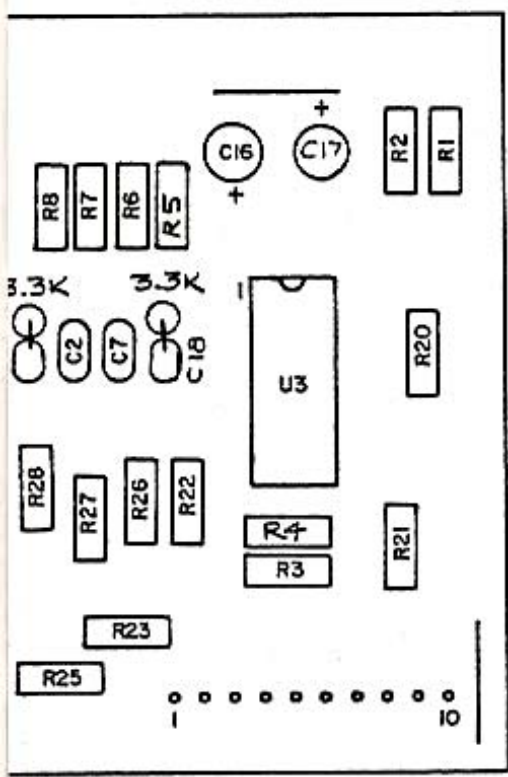 +
C16 C17 R2 R1
+
R8 R7 R6 R5
3.3K 3.3K 1
C2 C7 C18 U3 R20
R28 R27 R26 R22
R4 R21
R3
R23
R25
1 10